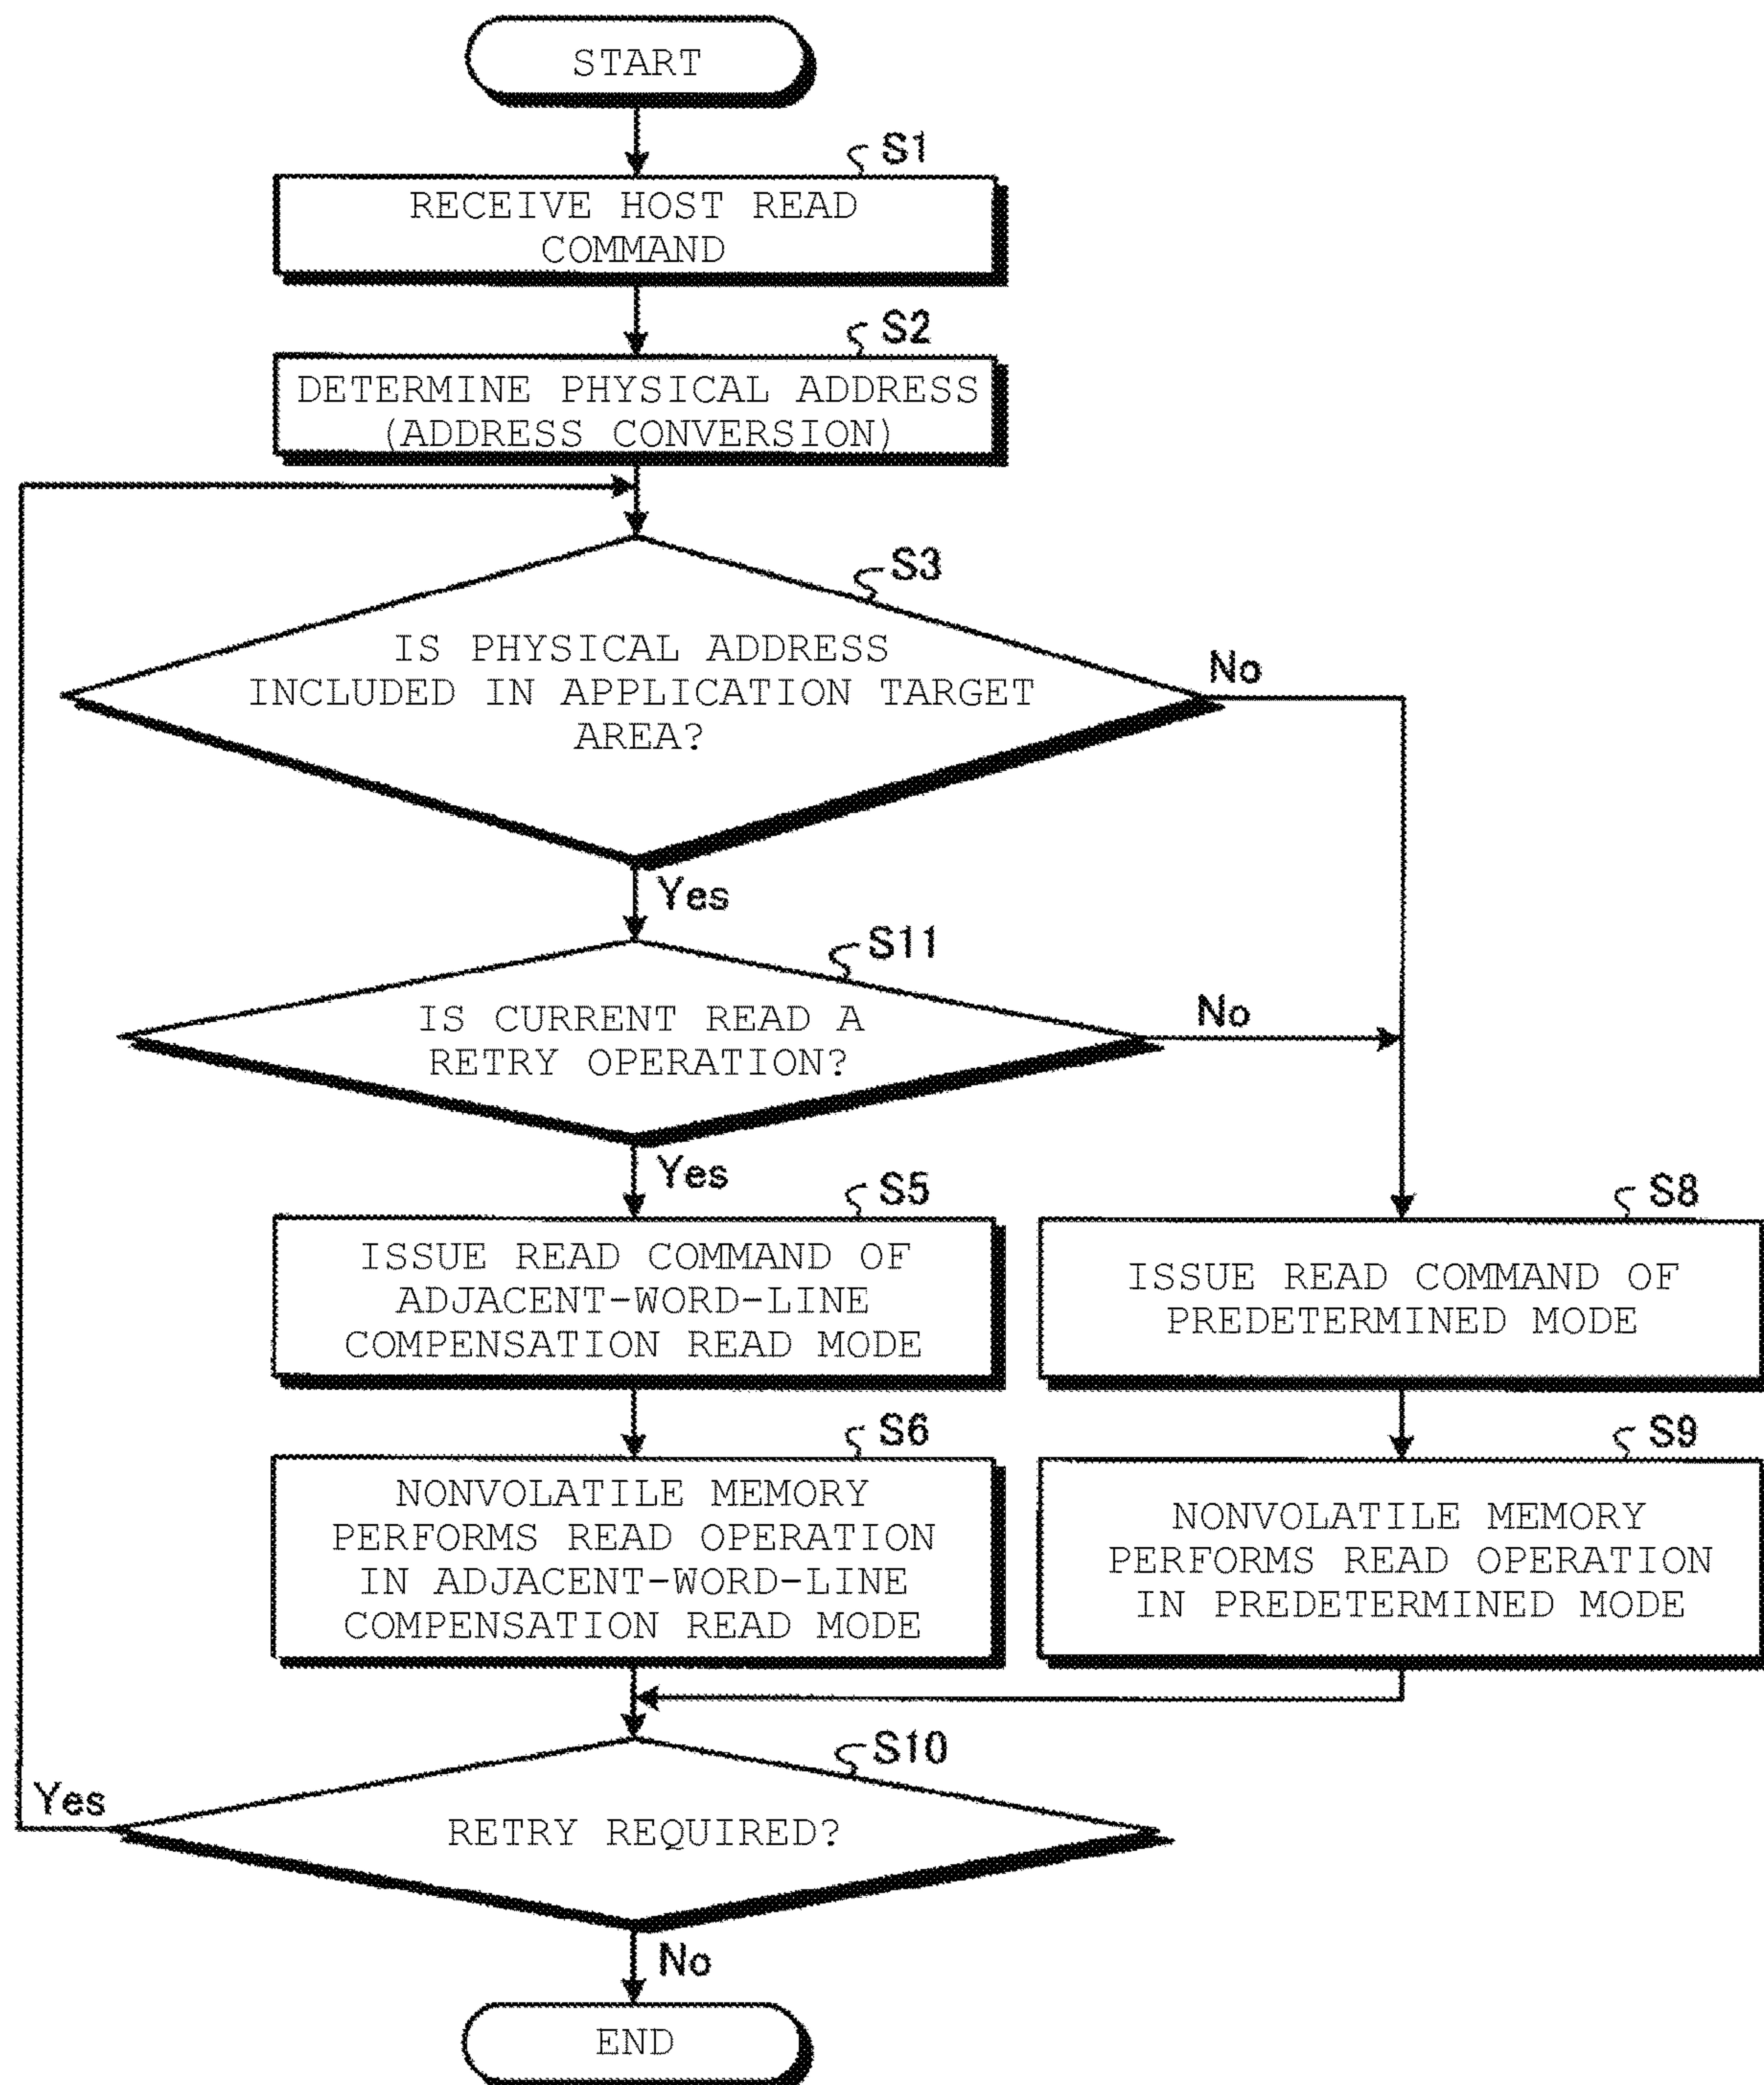 START
S1
RECEIVE HOST READ
COMMAND
S2
DETERMINE PHYSICAL ADDRESS
(ADDRESS CONVERSION)
S3
IS PHYSICAL ADDRESS
INCLUDED IN APPLICATION TARGET
AREA?
No
Yes
S11
IS CURRENT READ A
RETRY OPERATION?
No
Yes
S5
ISSUE READ COMMAND OF
ADJACENT-WORD-LINE
COMPENSATION READ MODE
S8
ISSUE READ COMMAND OF
PREDETERMINED MODE
S6
NONVOLATILE MEMORY
PERFORMS READ OPERATION
IN ADJACENT-WORD-LINE
COMPENSATION READ MODE
S9
NONVOLATILE MEMORY
PERFORMS READ OPERATION
IN PREDETERMINED MODE
S10
RETRY REQUIRED?
Yes
No
END